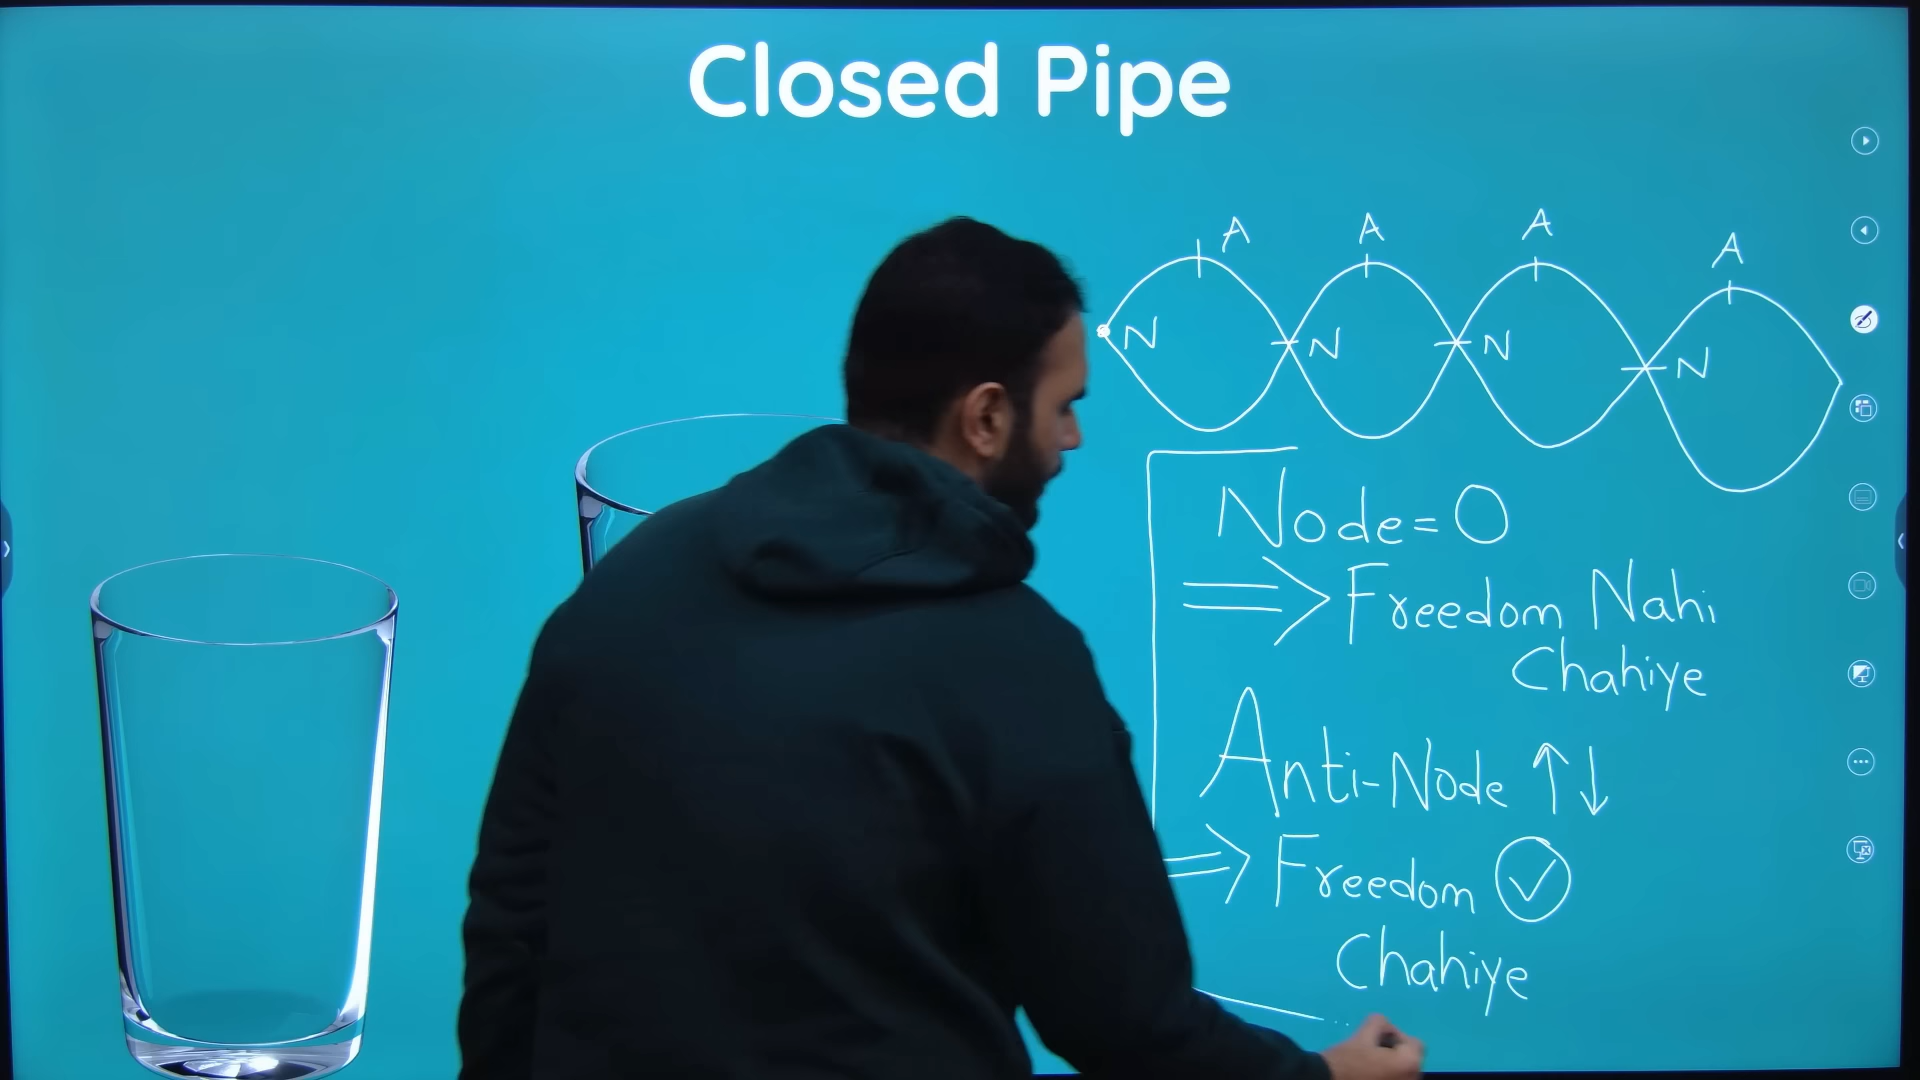 Closed Pipe
A A A A
N N N N
Node = 0
⇒ Freedom Nahi
Chahiye
Anti-Node ↑↓
⇒ Freedom ✓
Chahiye